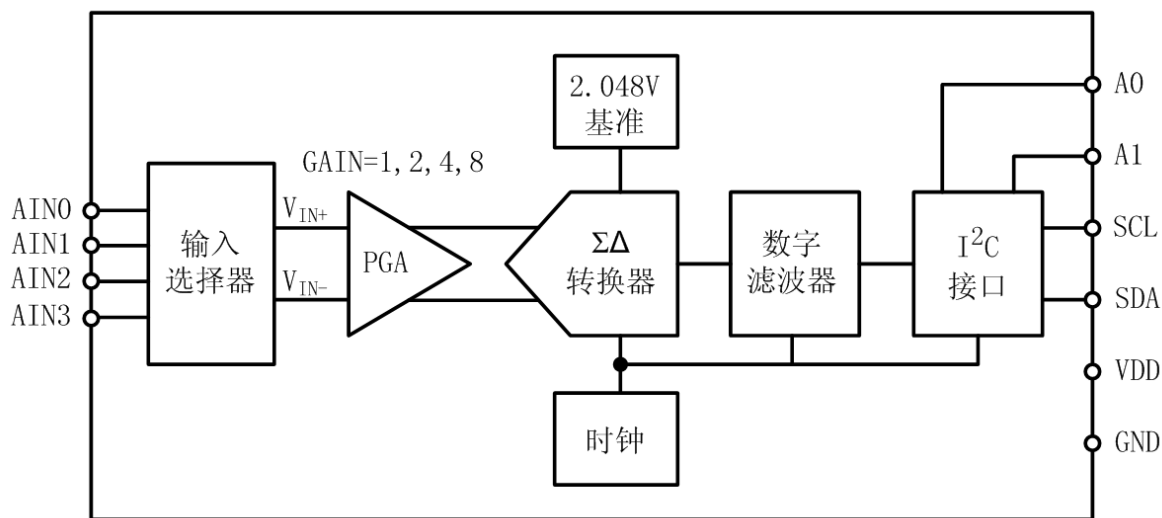 2.048V
基准
A0
GAIN=1,2,4,8
A1
AIN0
AIN1
AIN2
AIN3
输入
选择器
VIN+
VIN-
PGA
ΣΔ
转换器
数字
滤波器
I²C
接口
SCL
SDA
VDD
时钟
GND